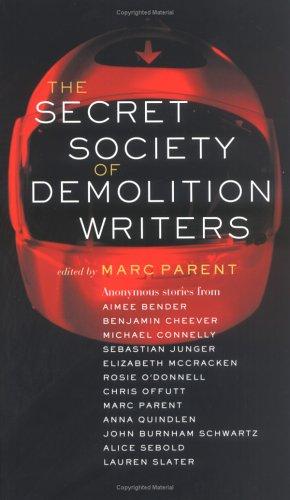 THE
SECRET
SOCIETY
OF
DEMOLITION
WRITERS
edited by MARC PARENT
Anonymous stories from
AIMEE BENDER
BENJAMIN CHEEVER
MICHAEL CONNELLY
SEBASTIAN JUNGER
ELIZABETH MCCRACKEN
ROSIE O'DONNELL
CHRIS OFFUTT
MARC PARENT
ANNA QUINDLEN
JOHN BURNHAM SCHWARTZ
ALICE SEBOLD
LAUREN SLATER
Copyrighted Material